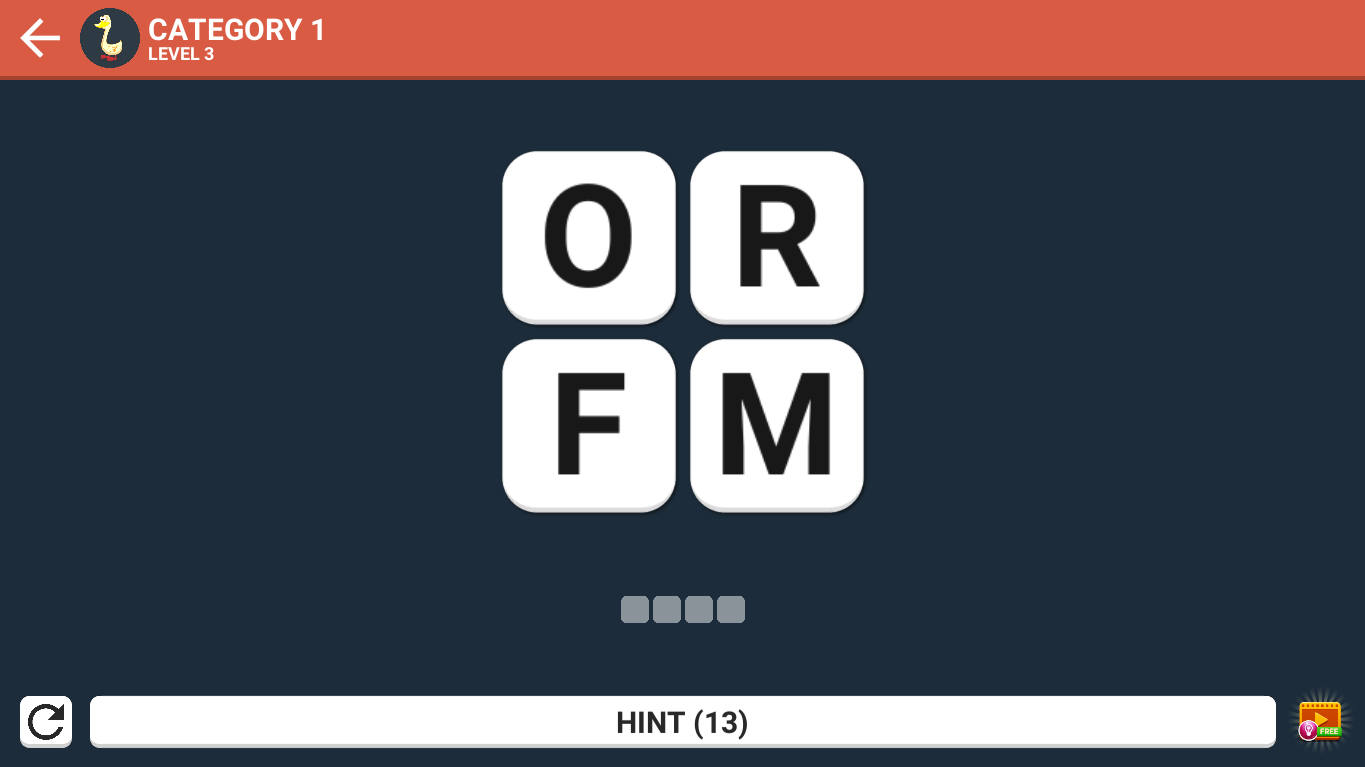 CATEGORY 1
LEVEL 3
O R
F M
HINT (13)
FREE